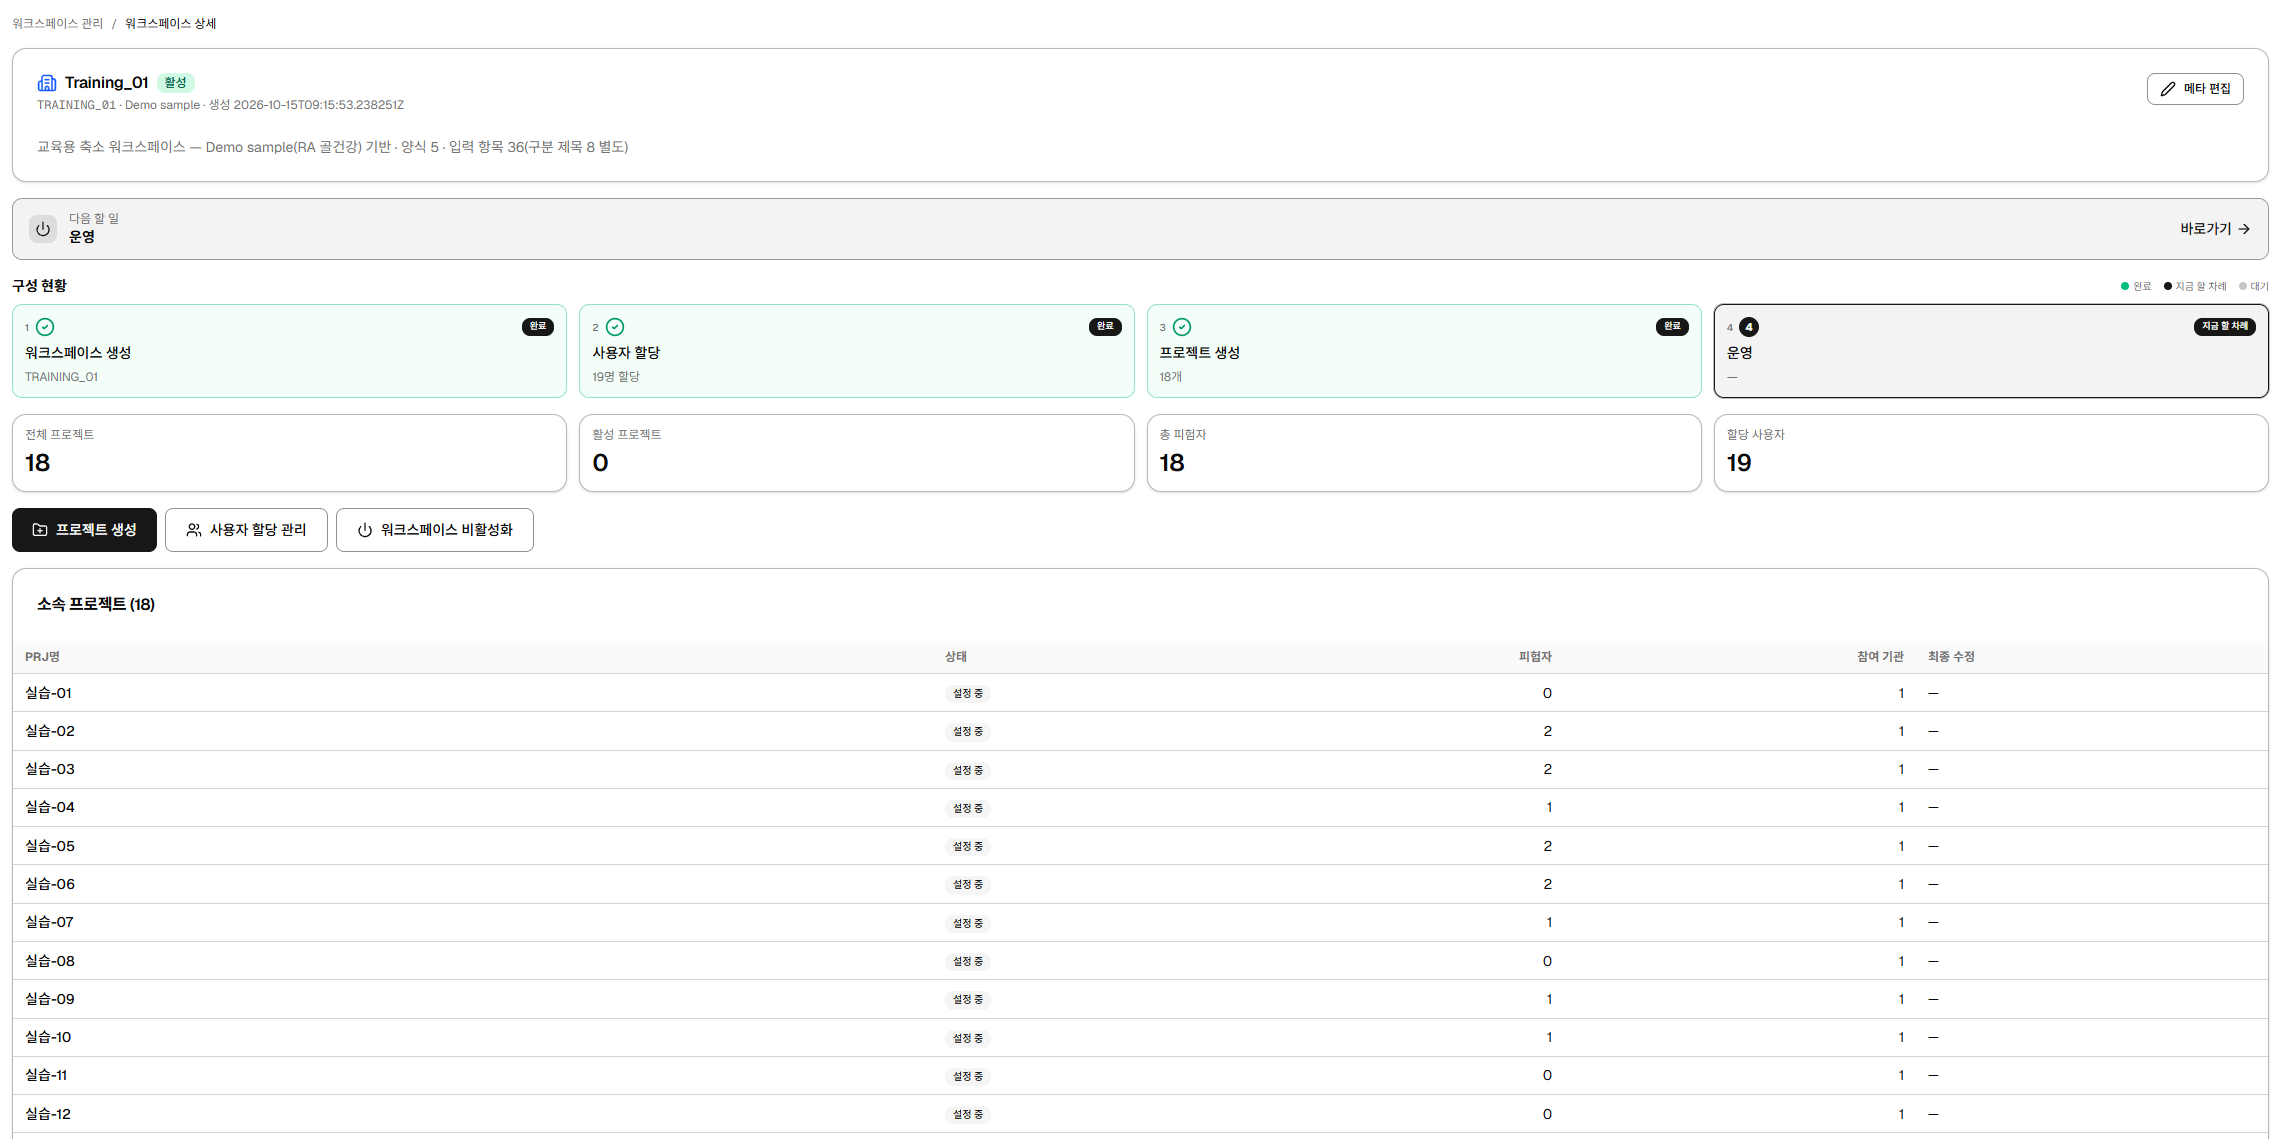 워크스페이스 관리 / 워크스페이스 상세
Training_01 활성
TRAINING_01 · Demo sample · 생성 2026-10-15T09:15:53.238251Z
메타 편집
교육용 축소 워크스페이스 — Demo sample(RA 골건강) 기반 · 양식 5 · 입력 항목 36(구분 제목 8 별도)
다음 할 일
운영
바로가기 →
구성 현황
완료 지금 할 차례 대기
1 완료
워크스페이스 생성
TRAINING_01
2 완료
사용자 할당
19명 할당
3 완료
프로젝트 생성
18개
4 4 지금 할 차례
운영
—
전체 프로젝트
18
활성 프로젝트
0
총 피험자
18
할당 사용자
19
프로젝트 생성 사용자 할당 관리 워크스페이스 비활성화
소속 프로젝트 (18)
PRJ명 상태 피험자 참여 기관 최종 수정
실습-01 설정 중 0 1 —
실습-02 설정 중 2 1 —
실습-03 설정 중 2 1 —
실습-04 설정 중 1 1 —
실습-05 설정 중 2 1 —
실습-06 설정 중 2 1 —
실습-07 설정 중 1 1 —
실습-08 설정 중 0 1 —
실습-09 설정 중 1 1 —
실습-10 설정 중 1 1 —
실습-11 설정 중 0 1 —
실습-12 설정 중 0 1 —